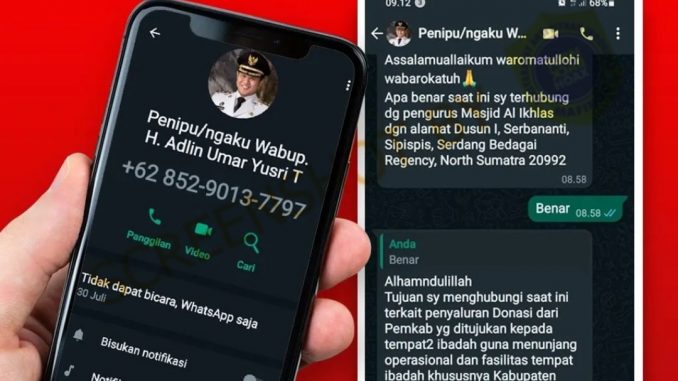 Penipu/ngaku Wabup.
H. Adlin Umar Yusri T
+62 852-9013-7797
Panggilan
Video
Cari
Tidak dapat bicara, WhatsApp saja
30 Juli
Bisukan notifikasi
09.12
68%
Penipu/ngaku W...
Assalamuallaikum waromatullohi
wabarokatuh🙏
Apa benar saat ini sy terhubung
dg pengurus Masjid Al Ikhlas
dgn alamat Dusun I, Serbananti,
Sipispis, Serdang Bedagai
Regency, North Sumatra 20992
08.58
Benar
08.58
Anda
Benar
Alhamndulillah
Tujuan sy menghubungi saat ini
terkait penyaluran Donasi dari
Pemkab yg ditujukan kepada
tempat2 ibadah guna menunjang
operasional dan fasilitas tempat
ibadah khususnya Kabupaten